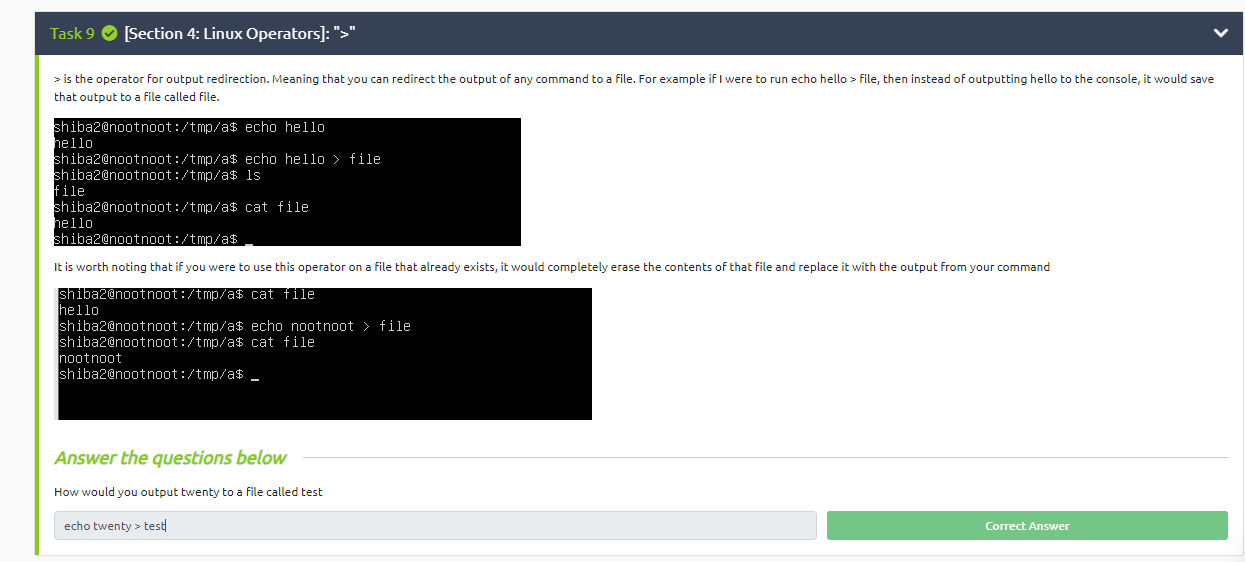 Task 9 [Section 4: Linux Operators]: ">"
> is the operator for output redirection. Meaning that you can redirect the output of any command to a file. For example if I were to run echo hello > file, then instead of outputting hello to the console, it would save
that output to a file called file.
shiba2@nootnoot:/tmp/a$ echo hello
hello
shiba2@nootnoot:/tmp/a$ echo hello > file
shiba2@nootnoot:/tmp/a$ ls
file
shiba2@nootnoot:/tmp/a$ cat file
hello
shiba2@nootnoot:/tmp/a$ _
It is worth noting that if you were to use this operator on a file that already exists, it would completely erase the contents of that file and replace it with the output from your command
shiba2@nootnoot:/tmp/a$ cat file
hello
shiba2@nootnoot:/tmp/a$ echo nootnoot > file
shiba2@nootnoot:/tmp/a$ cat file
nootnoot
shiba2@nootnoot:/tmp/a$ _
Answer the questions below
How would you output twenty to a file called test
echo twenty > test
Correct Answer